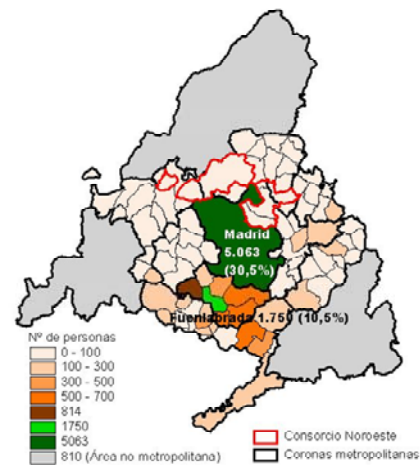 Madrid
5.063
(30,5%)
Fuenlabrada 1.750 (10,5%)
Nº de personas
0 - 100
100 - 300
300 - 500
500 - 700
814
1750
5063
810 (Área no metropolitana)
Consorcio Noroeste
Coronas metropolitanas